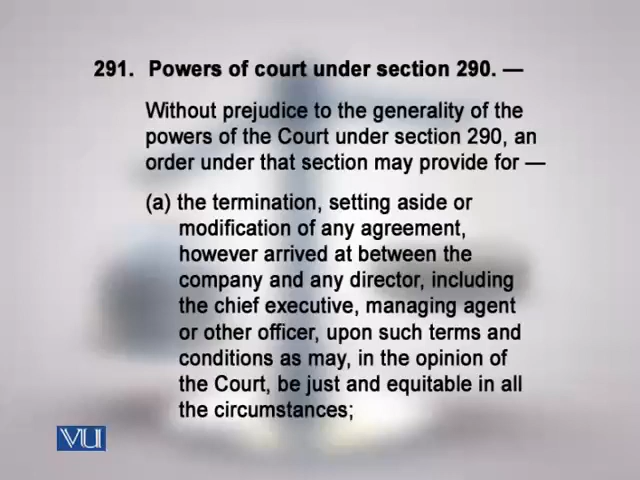 291. Powers of court under section 290. —
Without prejudice to the generality of the
powers of the Court under section 290, an
order under that section may provide for —
(a) the termination, setting aside or
modification of any agreement,
however arrived at between the
company and any director, including
the chief executive, managing agent
or other officer, upon such terms and
conditions as may, in the opinion of
the Court, be just and equitable in all
the circumstances;
VU